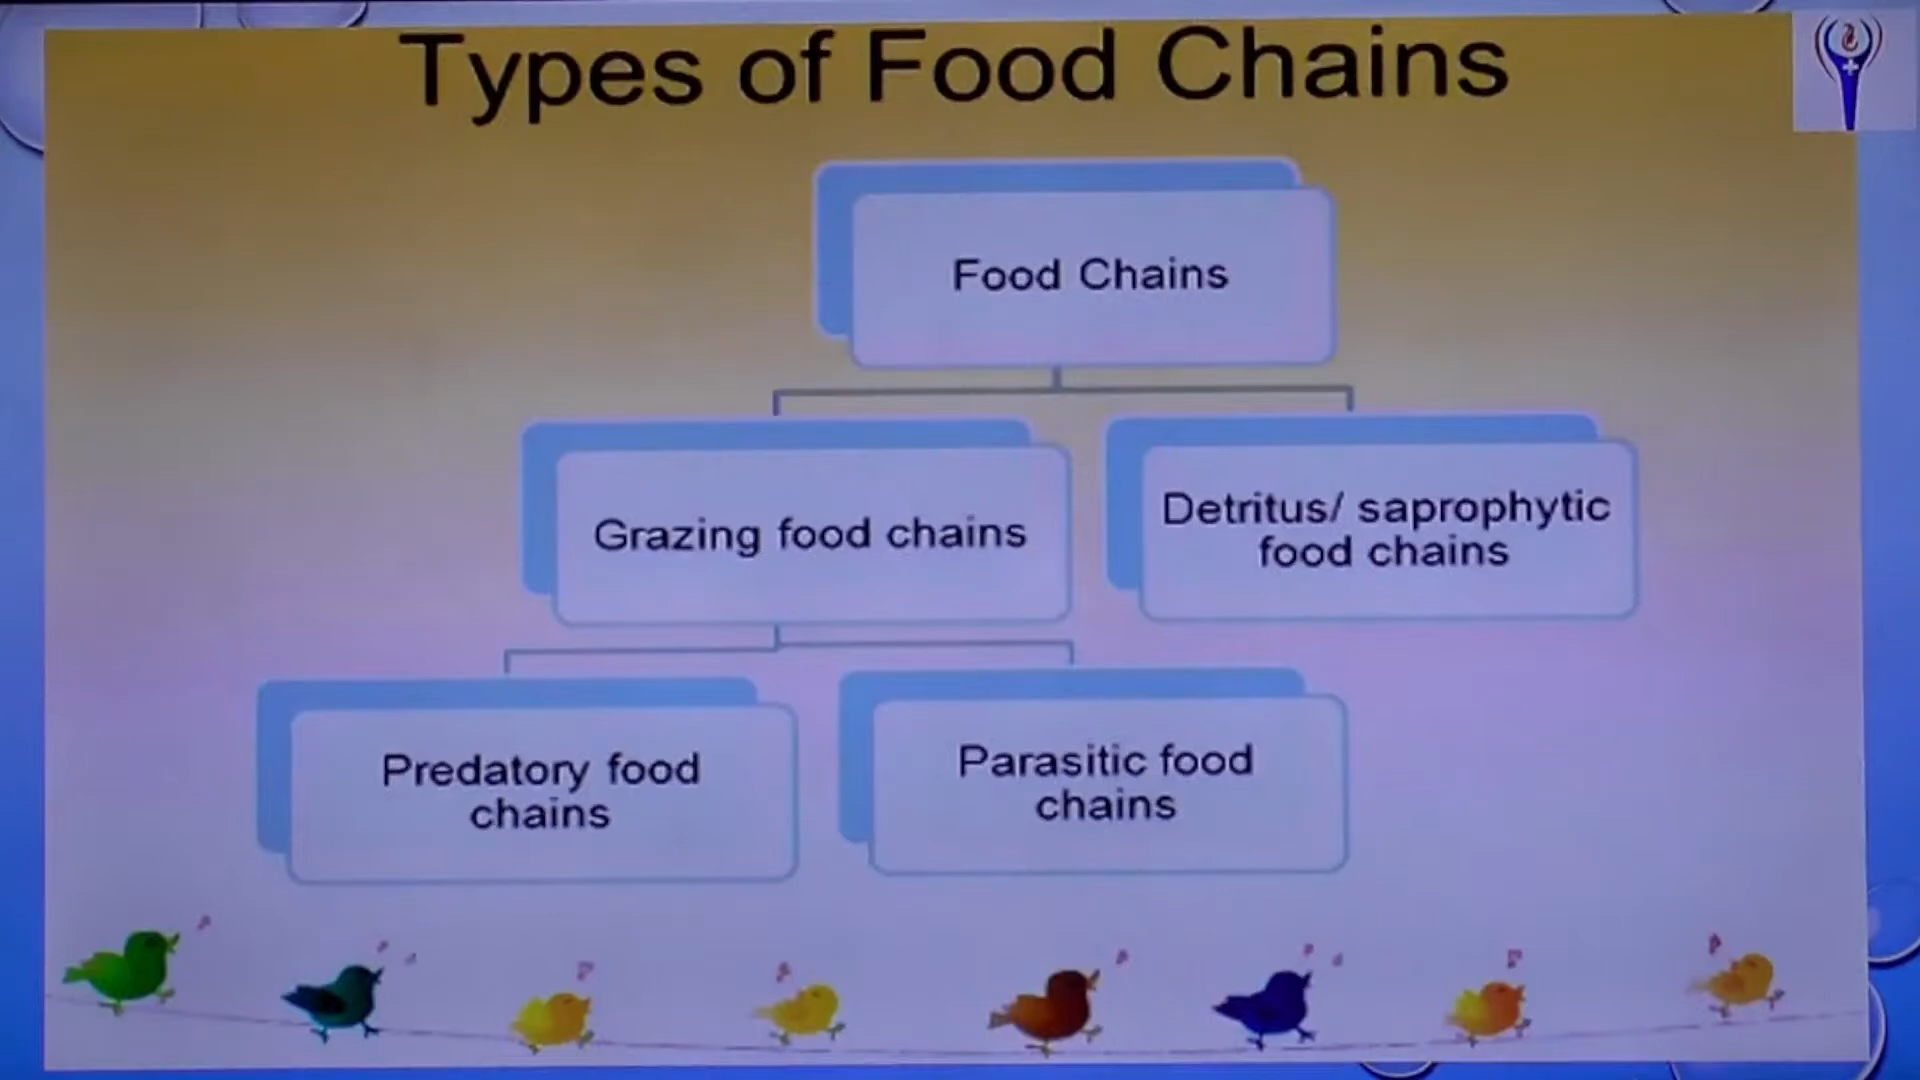 Types of Food Chains
Food Chains
Grazing food chains
Detritus/ saprophytic
food chains
Predatory food
chains
Parasitic food
chains